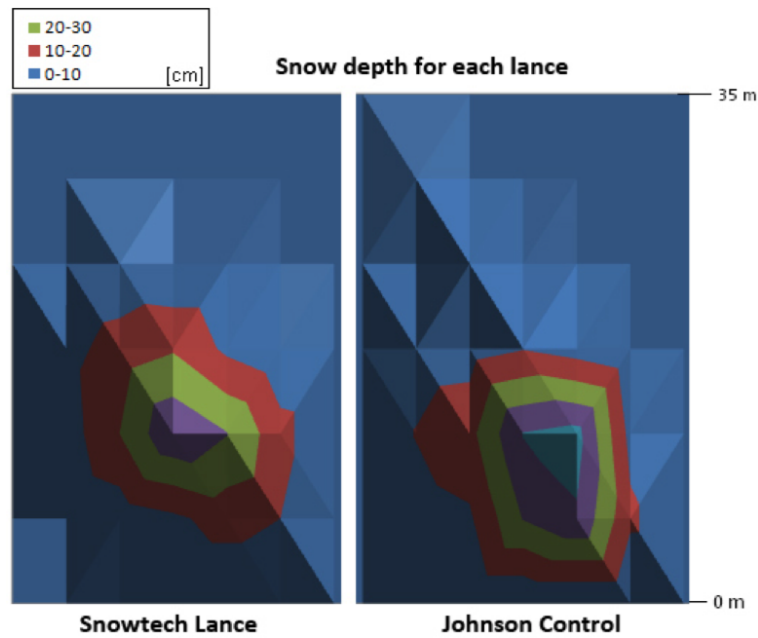 20-30
10-20
0-10 [cm]
Snow depth for each lance
35 m
0 m
Snowtech Lance
Johnson Control